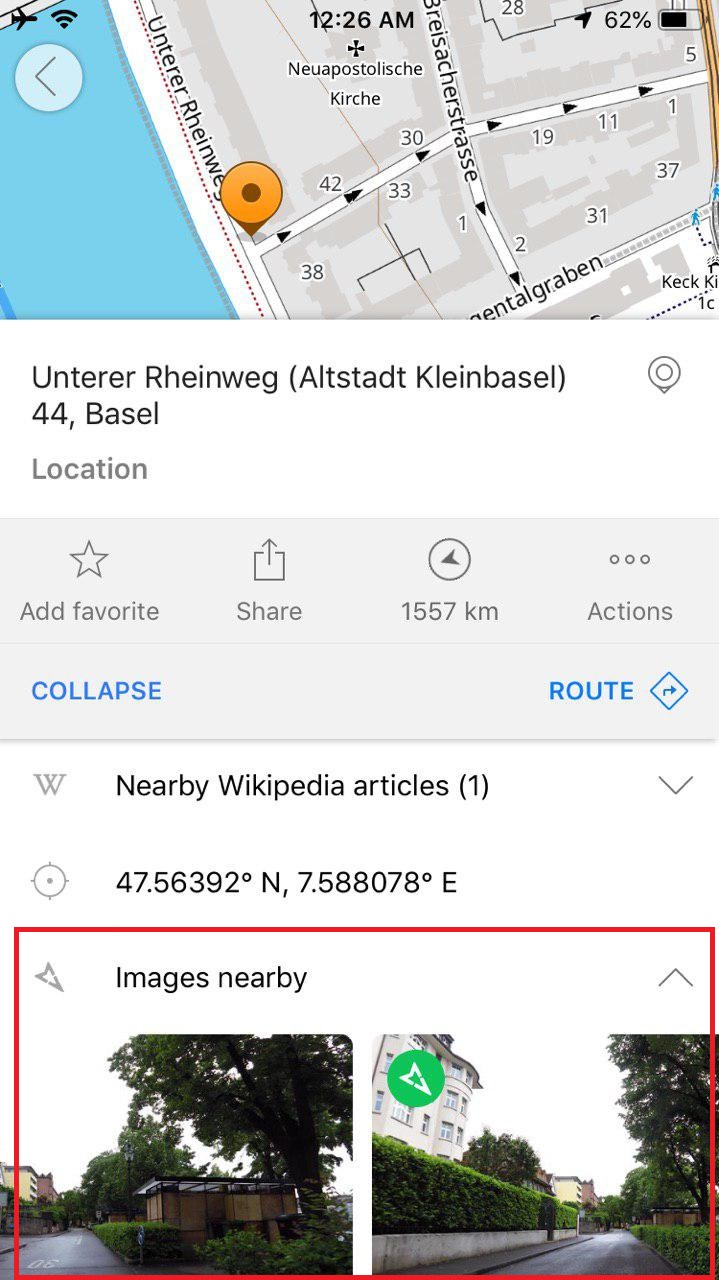 12:26 AM
62%
28
5
Neuapostolische
Kirche
Unterer Rheinweg
Breisacherstrasse
30
19
11
1
42
33
37
1
31
2
38
gentalgraben
Keck Ki
1c
Unterer Rheinweg (Altstadt Kleinbasel)
44, Basel
Location
Add favorite
Share
1557 km
Actions
COLLAPSE
ROUTE
W
Nearby Wikipedia articles (1)
47.56392° N, 7.588078° E
Images nearby